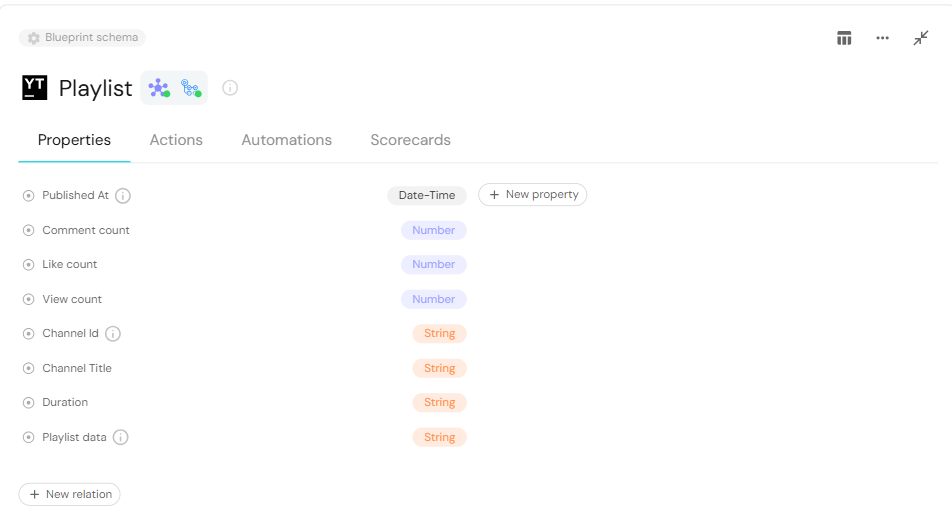 Blueprint schema
YT Playlist
Properties Actions Automations Scorecards
Published At Date-Time + New property
Comment count Number
Like count Number
View count Number
Channel Id String
Channel Title String
Duration String
Playlist data String
+ New relation